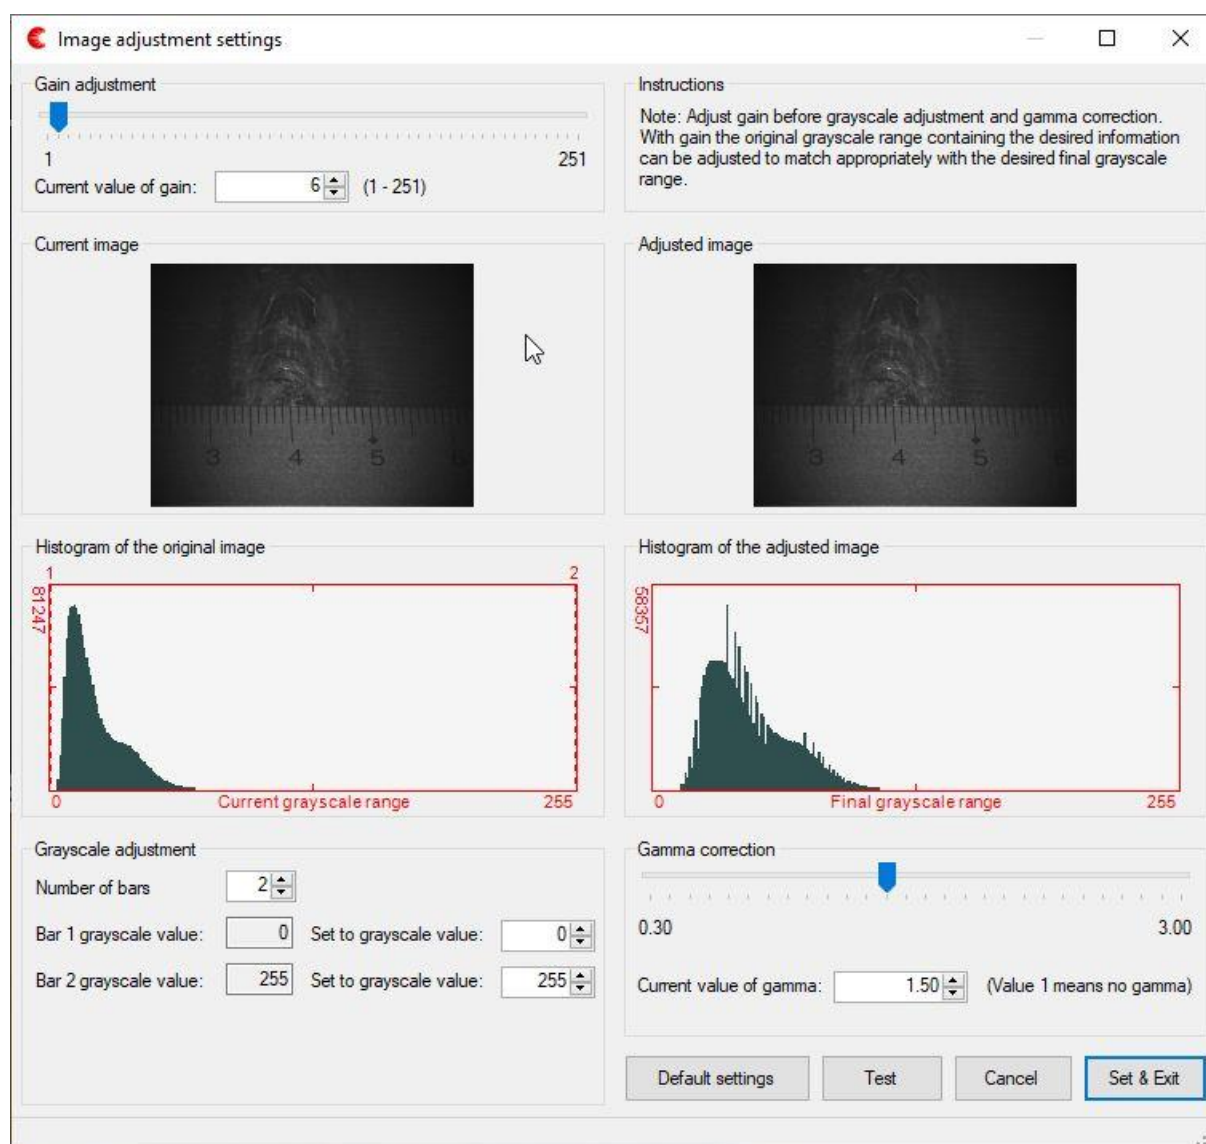 Image adjustment settings
Gain adjustment
1
251
Current value of gain:
6
(1 - 251)
Instructions
Note: Adjust gain before grayscale adjustment and gamma correction.
With gain the original grayscale range containing the desired information
can be adjusted to match appropriately with the desired final grayscale
range.
Current image
3 4 5
Adjusted image
3 4 5
Histogram of the original image
1
2
81247
0
Current grayscale range
255
Histogram of the adjusted image
58357
0
Final grayscale range
255
Grayscale adjustment
Number of bars
2
Bar 1 grayscale value:
0
Set to grayscale value:
0
Bar 2 grayscale value:
255
Set to grayscale value:
255
Gamma correction
0.30
3.00
Current value of gamma:
1.50
(Value 1 means no gamma)
Default settings
Test
Cancel
Set & Exit